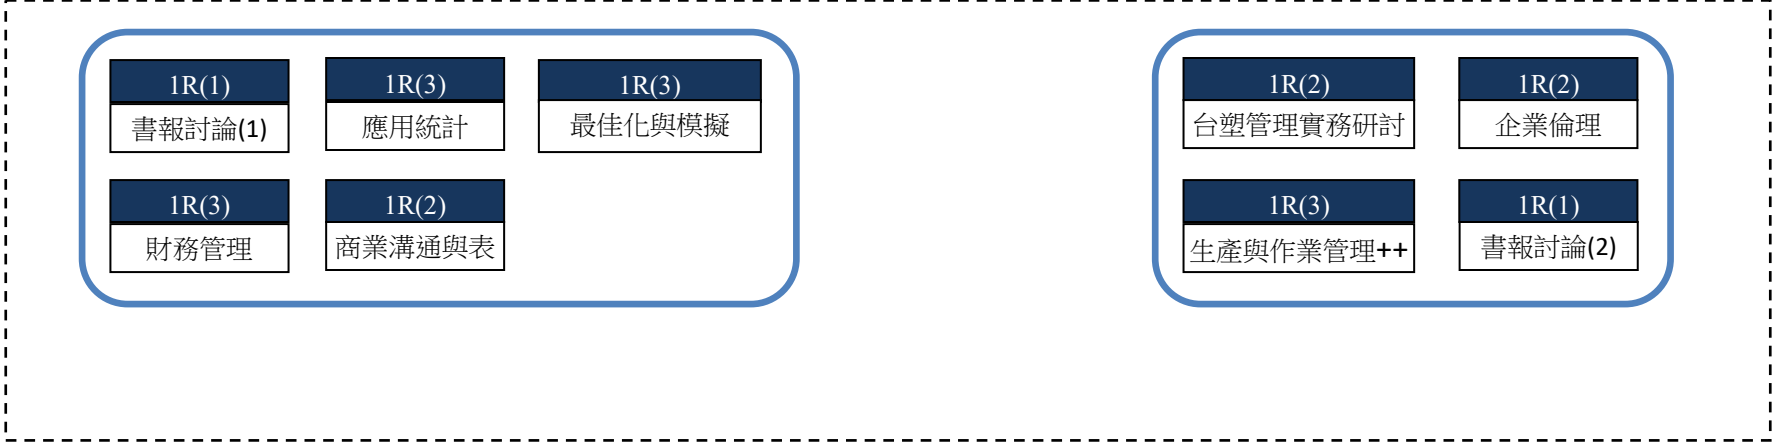 1R(1)
書報討論(1)
1R(3)
應用統計
1R(3)
最佳化與模擬
1R(3)
財務管理
1R(2)
商業溝通與表
1R(2)
台塑管理實務研討
1R(2)
企業倫理
1R(3)
生產與作業管理++
1R(1)
書報討論(2)